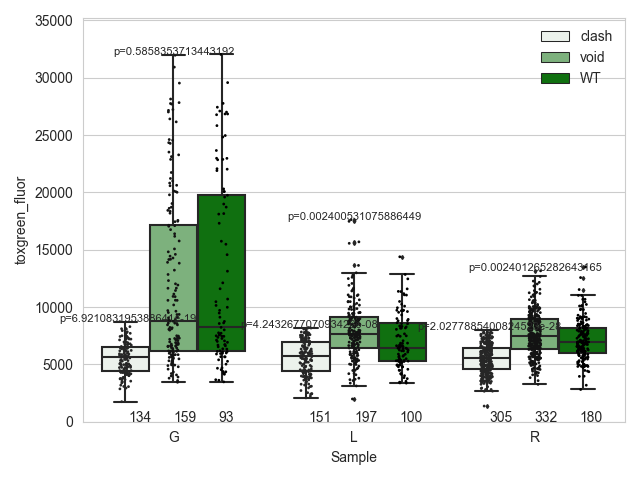 35000
30000
25000
20000
15000
10000
5000
0
toxgreen_fluor
clash
void
WT
p=0.5858353713443192
p=0.002400531075886449
p=0.002401265282643165
134 159 93 151 197 100 305 332 180
G L R
Sample